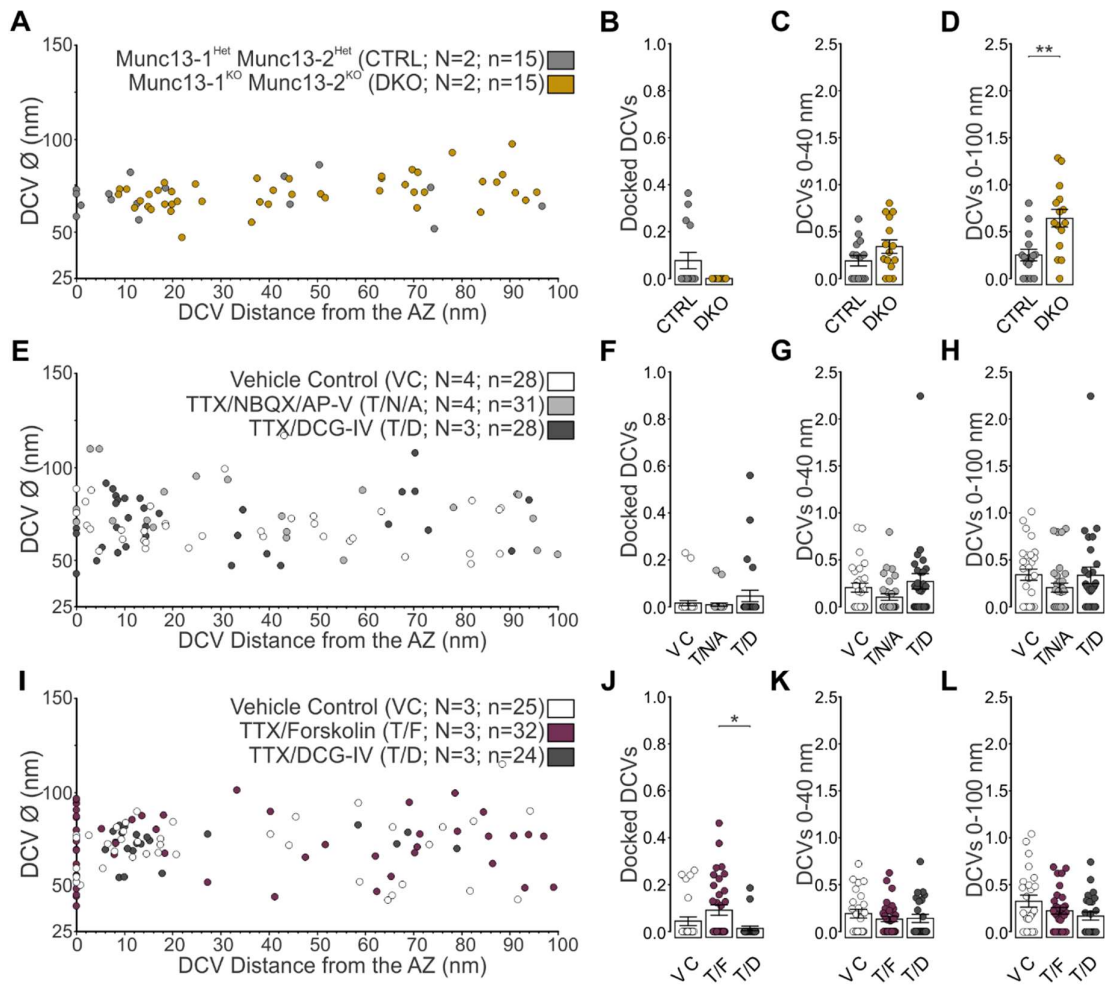 A
150
100
50
25
DCV Ø (nm)
Munc13-1Het Munc13-2Het (CTRL; N=2; n=15)
Munc13-1KO Munc13-2KO (DKO; N=2; n=15)
0 10 20 30 40 50 60 70 80 90 100
DCV Distance from the AZ (nm)
B
1.0
0.8
0.6
0.4
0.2
0.0
Docked DCVs
CTRL DKO
C
2.5
2.0
1.5
1.0
0.5
0.0
DCVs 0-40 nm
CTRL DKO
D
2.5
2.0
1.5
1.0
0.5
0.0
DCVs 0-100 nm
**
CTRL DKO
E
150
100
50
25
DCV Ø (nm)
Vehicle Control (VC; N=4; n=28)
TTX/NBQX/AP-V (T/N/A; N=4; n=31)
TTX/DCG-IV (T/D; N=3; n=28)
0 10 20 30 40 50 60 70 80 90 100
DCV Distance from the AZ (nm)
F
1.0
0.8
0.6
0.4
0.2
0.0
Docked DCVs
VC T/N/A T/D
G
2.5
2.0
1.5
1.0
0.5
0.0
DCVs 0-40 nm
VC T/N/A T/D
H
2.5
2.0
1.5
1.0
0.5
0.0
DCVs 0-100 nm
VC T/N/A T/D
I
150
100
50
25
DCV Ø (nm)
Vehicle Control (VC; N=3; n=25)
TTX/Forskolin (T/F; N=3; n=32)
TTX/DCG-IV (T/D; N=3; n=24)
0 10 20 30 40 50 60 70 80 90 100
DCV Distance from the AZ (nm)
J
1.0
0.8
0.6
0.4
0.2
0.0
Docked DCVs
*
VC T/F T/D
K
2.5
2.0
1.5
1.0
0.5
0.0
DCVs 0-40 nm
VC T/F T/D
L
2.5
2.0
1.5
1.0
0.5
0.0
DCVs 0-100 nm
VC T/F T/D